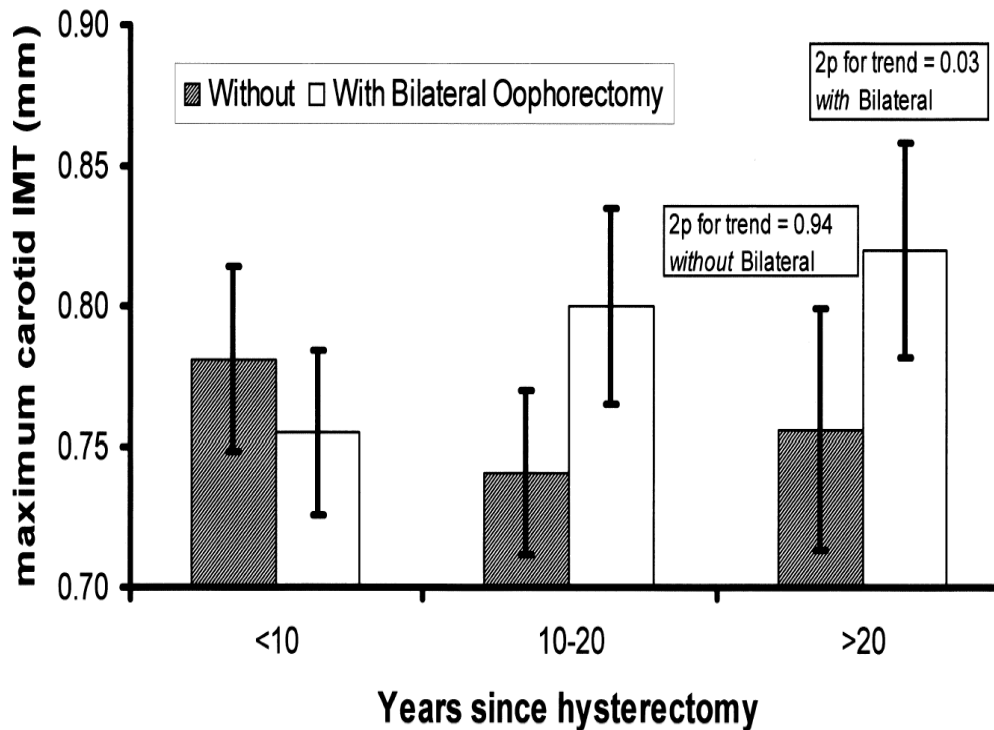 maximum carotid IMT (mm)
0.90
0.85
0.80
0.75
0.70
Without With Bilateral Oophorectomy
2p for trend = 0.03
with Bilateral
2p for trend = 0.94
without Bilateral
<10 10-20 >20
Years since hysterectomy